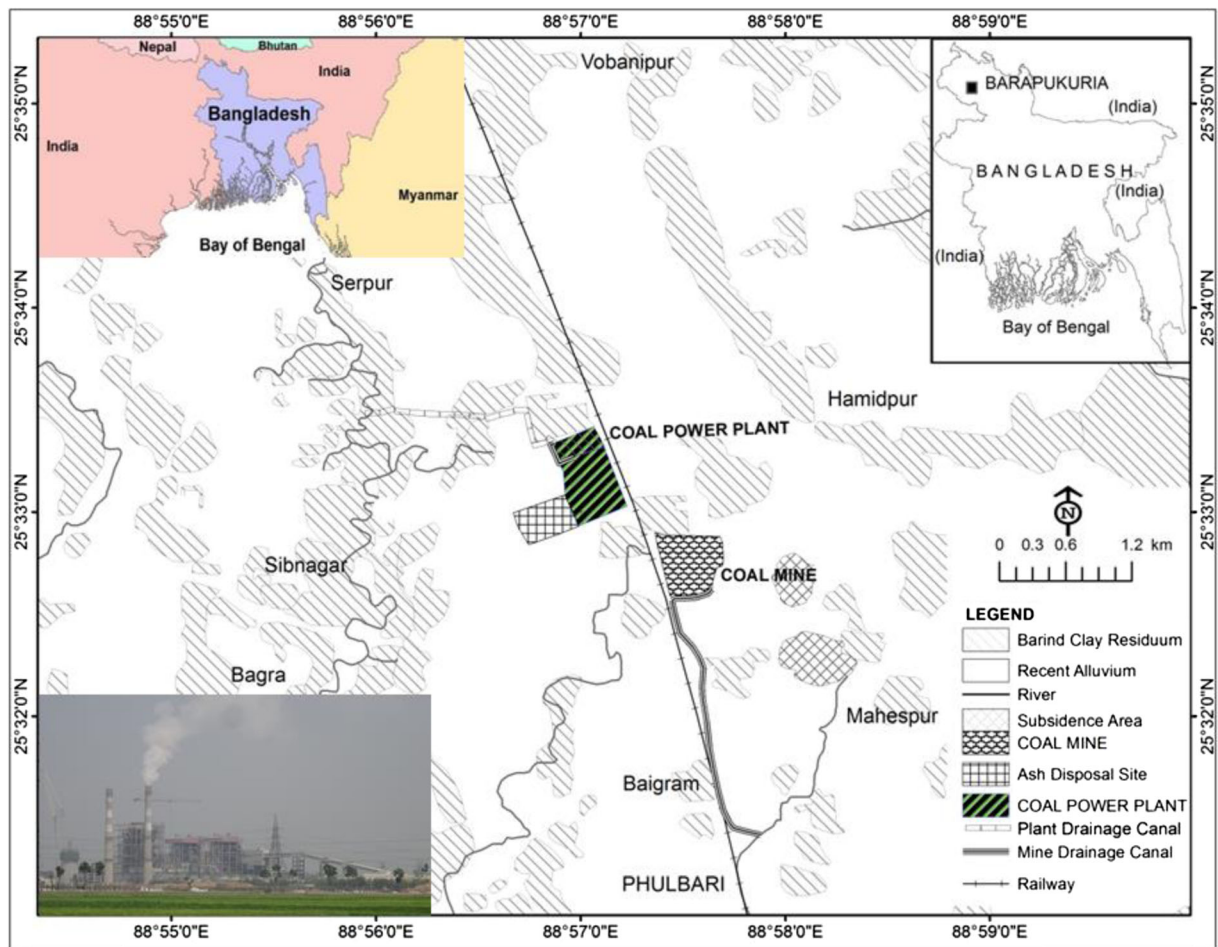 88°55'0"E
88°56'0"E
88°57'0"E
88°58'0"E
88°59'0"E
25°35'0"N
25°34'0"N
25°33'0"N
25°32'0"N
Nepal
Bhutan
India
India
Bangladesh
Myanmar
Bay of Bengal
Vobanipur
BARAPUKURIA
(India)
BANGLADESH
(India)
(India)
Bay of Bengal
25°35'0"N
25°34'0"N
25°33'0"N
25°32'0"N
Serpur
Hamidpur
COAL POWER PLANT
Sibnagar
COAL MINE
Bagra
Mahespur
Baigram
PHULBARI
N
0 0.3 0.6 1.2 km
LEGEND
Barind Clay Residuum
Recent Alluvium
River
Subsidence Area
COAL MINE
Ash Disposal Site
COAL POWER PLANT
Plant Drainage Canal
Mine Drainage Canal
Railway
88°55'0"E
88°56'0"E
88°57'0"E
88°58'0"E
88°59'0"E